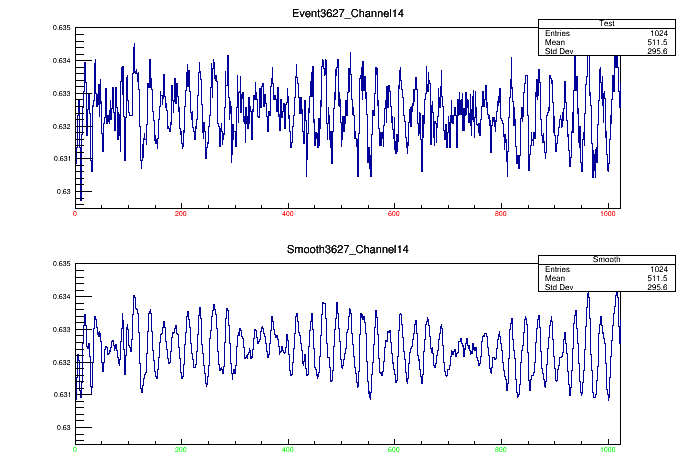 Event3627_Channel14
Test
Entries 1024
Mean 511.5
Std Dev 295.6
0.635
0.634
0.633
0.632
0.631
0.63
0 200 400 600 800 1000
Smooth3627_Channel14
Smooth
Entries 1024
Mean 511.5
Std Dev 295.6
0.635
0.634
0.633
0.632
0.631
0.63
0 200 400 600 800 1000